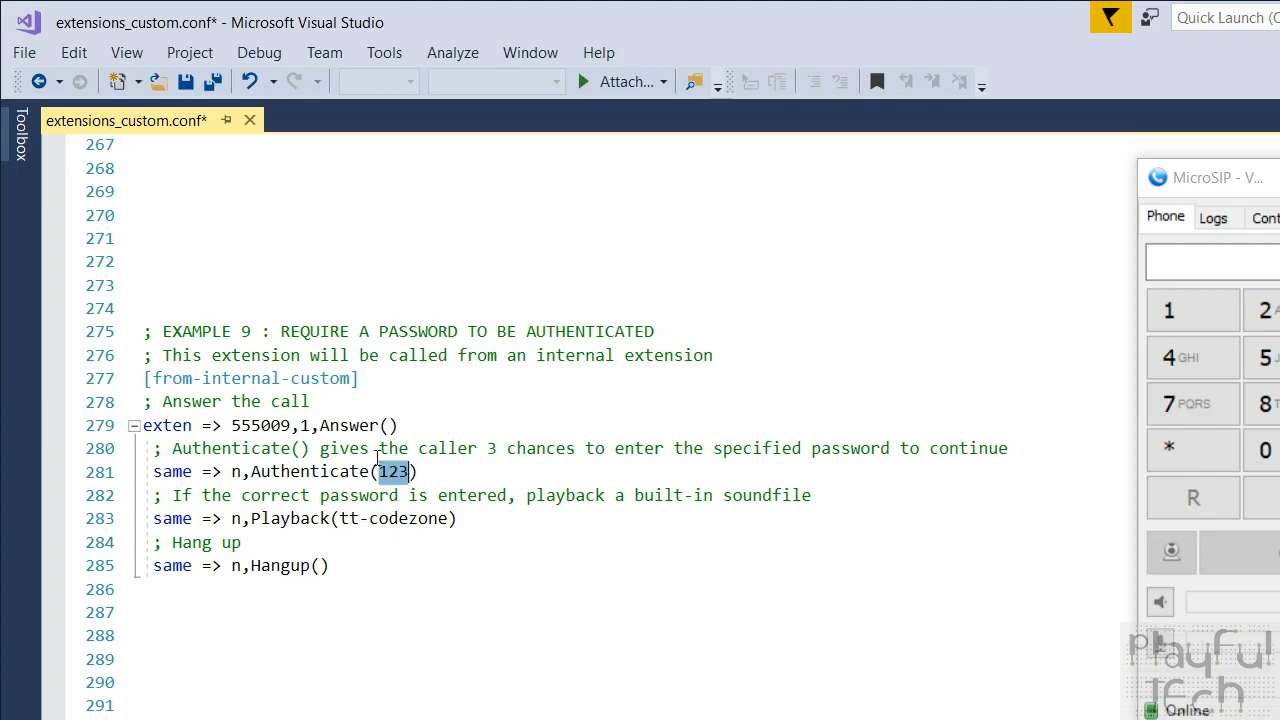 extensions_custom.conf* - Microsoft Visual Studio
Quick Launch (C
File Edit View Project Debug Team Tools Analyze Window Help
Attach...
Toolbox
extensions_custom.conf*
267
268
269
270
271
272
273
274
275 ; EXAMPLE 9 : REQUIRE A PASSWORD TO BE AUTHENTICATED
276 ; This extension will be called from an internal extension
277 [from-internal-custom]
278 ; Answer the call
279 exten => 555009,1,Answer()
280 ; Authenticate() gives the caller 3 chances to enter the specified password to continue
281 same => n,Authenticate(123)
282 ; If the correct password is entered, playback a built-in soundfile
283 same => n,Playback(tt-codezone)
284 ; Hang up
285 same => n,Hangup()
286
287
288
289
290
291
MicroSIP - V...
Phone Logs Cont
1 2
4 GHI 5
7 PQRS 8
* 0
R
playful tech
Online